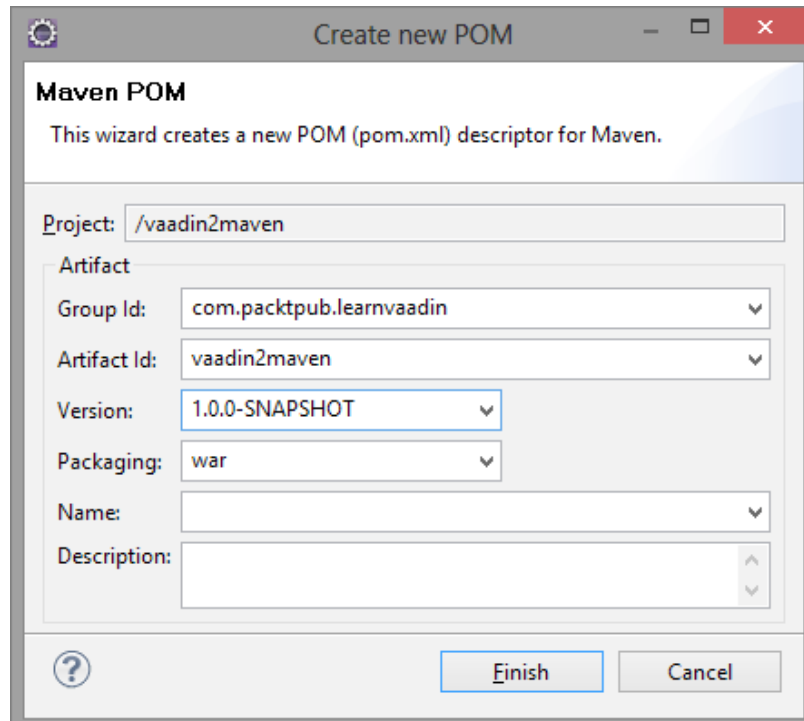 Create new POM
Maven POM
This wizard creates a new POM (pom.xml) descriptor for Maven.
Project: /vaadin2maven
Artifact
Group Id: com.packtpub.learnvaadin
Artifact Id: vaadin2maven
Version: 1.0.0-SNAPSHOT
Packaging: war
Name:
Description:
Finish Cancel